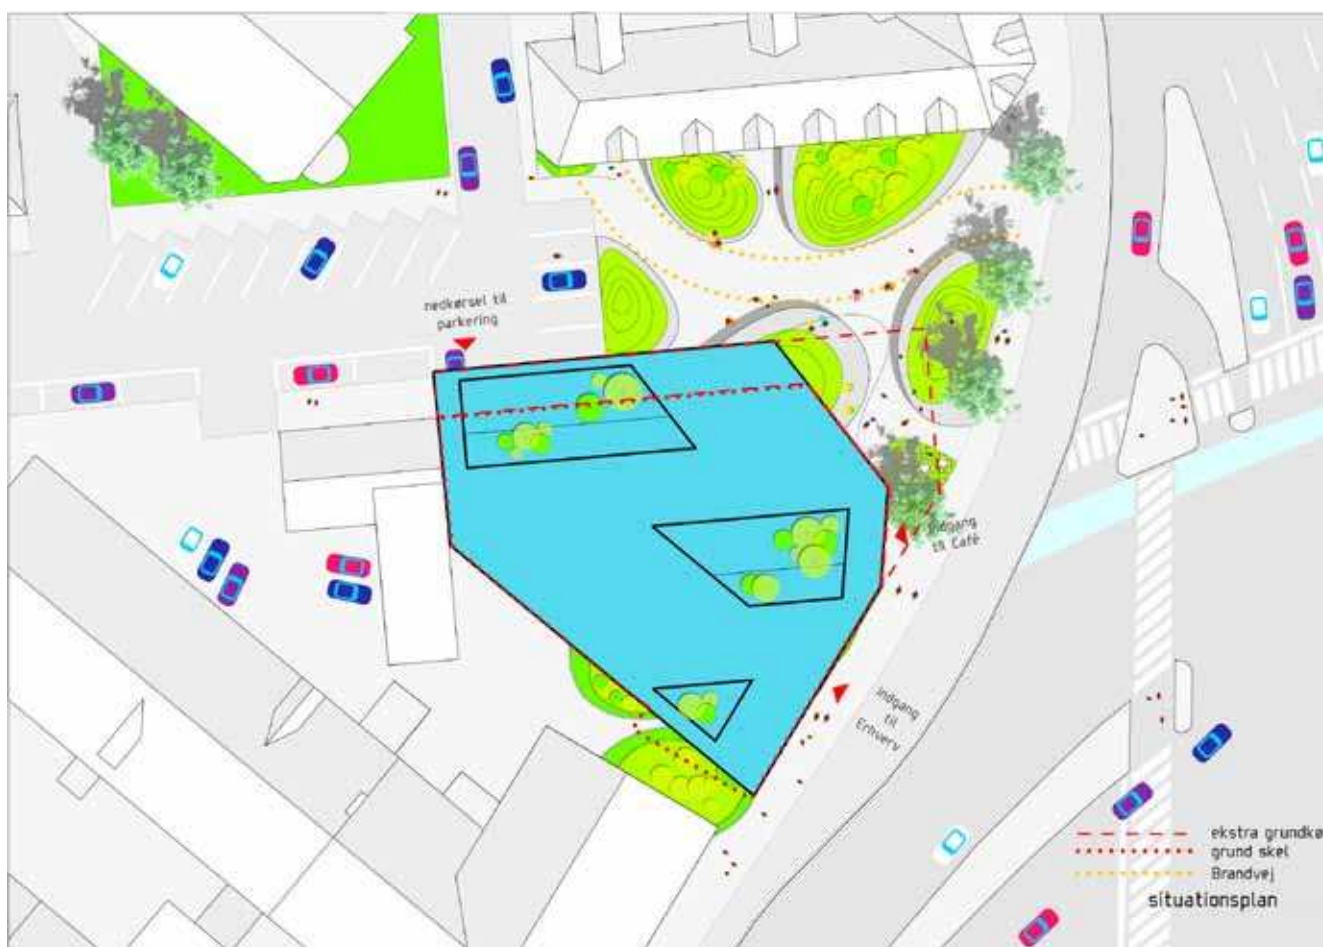 nedkørsel til
parkering
Indgang
til Café
Indgang
til
Erhverv
ekstra grundkø
grund skel
Brandvej
situationsplan